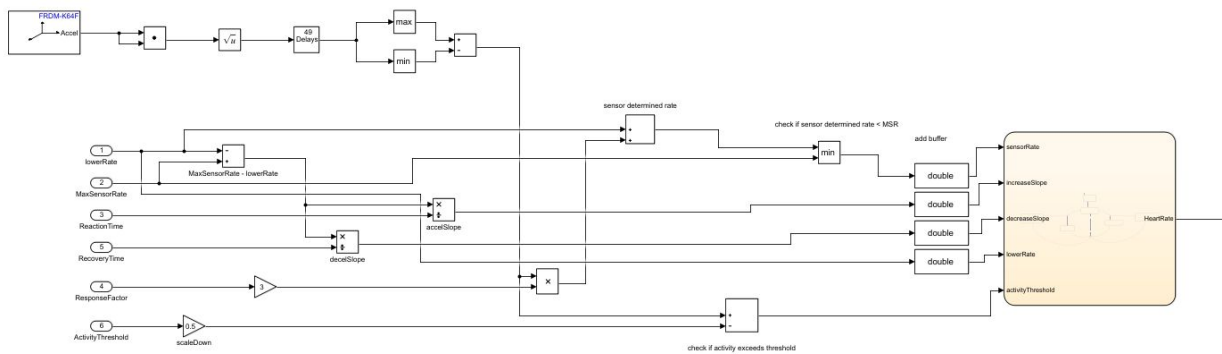 FRDM-K64F
Accel
√u
49
Delays
max
min
+
-
sensor determined rate
+
+
check if sensor determined rate < MSR
add buffer
1
lowerRate
-
+
MaxSensorRate - lowerRate
min
double
sensorRate
2
MaxSensorRate
double
increaseSlope
3
ReactionTime
×
÷
accelSlope
double
decreaseSlope
HeartRate
5
RecoveryTime
×
÷
decelSlope
double
lowerRate
4
ResponseFactor
3
×
activityThreshold
6
ActivityThreshold
0.5
scaleDown
+
-
check if activity exceeds threshold